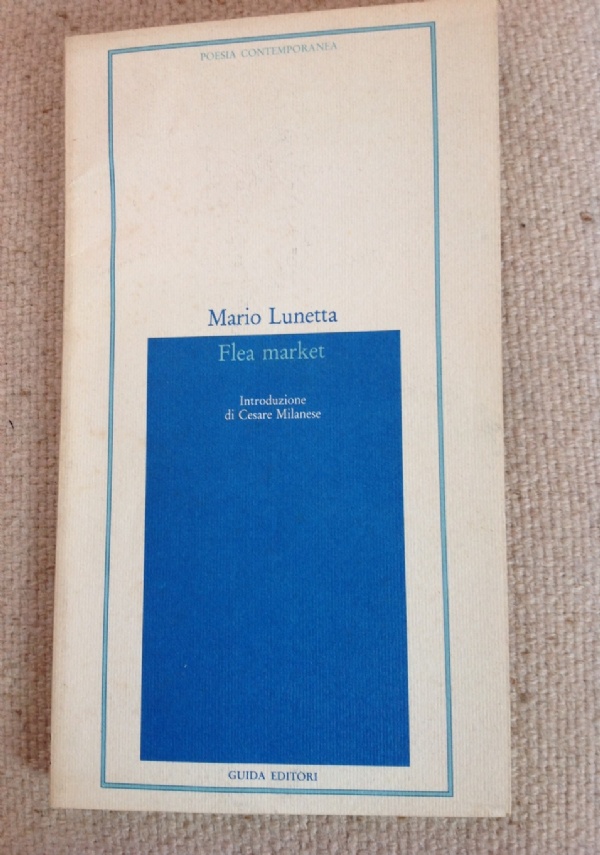 POESIA CONTEMPORANEA
Mario Lunetta
Flea market
Introduzione
di Cesare Milanese
GUIDA EDITORI